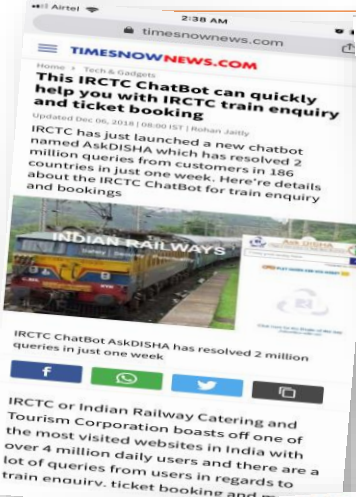 Airtel
2:38 AM
timesnownews.com
TIMESNOWNEWS.COM
Home > Tech & Gadgets
This IRCTC ChatBot can quickly
help you with IRCTC train enquiry
and ticket booking
Updated Dec 06, 2018 | 08:00 IST | Rohan Jaitly
IRCTC has just launched a new chatbot
named AskDISHA which has resolved 2
million queries from customers in 186
countries in just one week. Here're details
about the IRCTC ChatBot for train enquiry
and bookings
INDIAN RAILWAYS
Ask DISHA
IRCTC ChatBot AskDISHA has resolved 2 million
queries in just one week
f
IRCTC or Indian Railway Catering and
Tourism Corporation boasts off one of
the most visited websites in India with
over 4 million daily users and there are a
lot of queries from users in regards to
train enquiry, ticket booking and